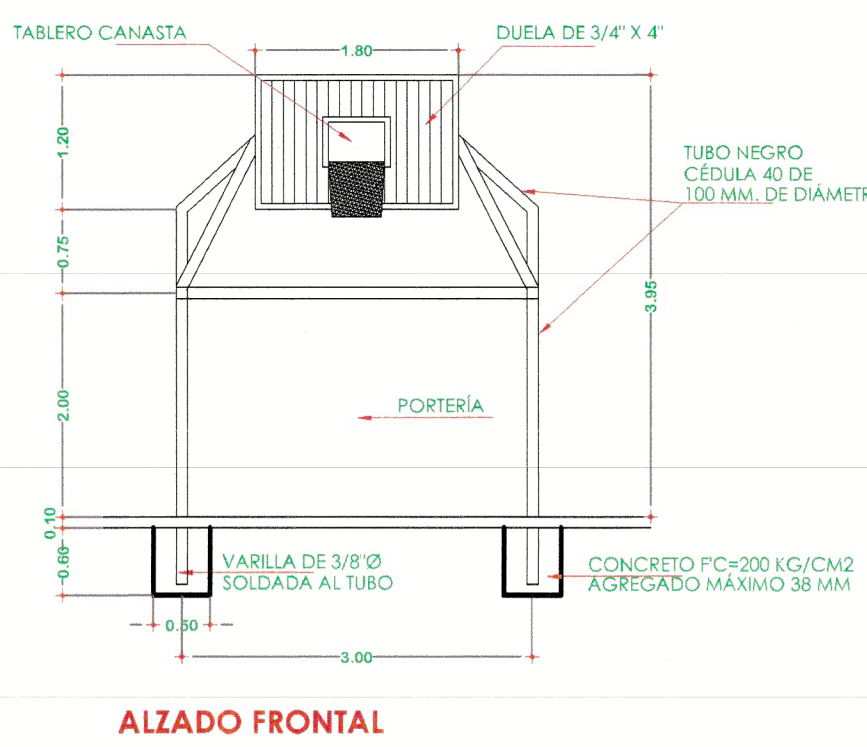 TABLERO CANASTA
DUELA DE 3/4" X 4"
1.80
1.20
TUBO NEGRO
CÉDULA 40 DE
100 MM. DE DIÁMETR
0.75
3.95
2.00
PORTERÍA
0.10
0.60
VARILLA DE 3/8"Ø
SOLDADA AL TUBO
CONCRETO F'C=200 KG/CM2
AGREGADO MÁXIMO 38 MM
0.50
3.00
ALZADO FRONTAL